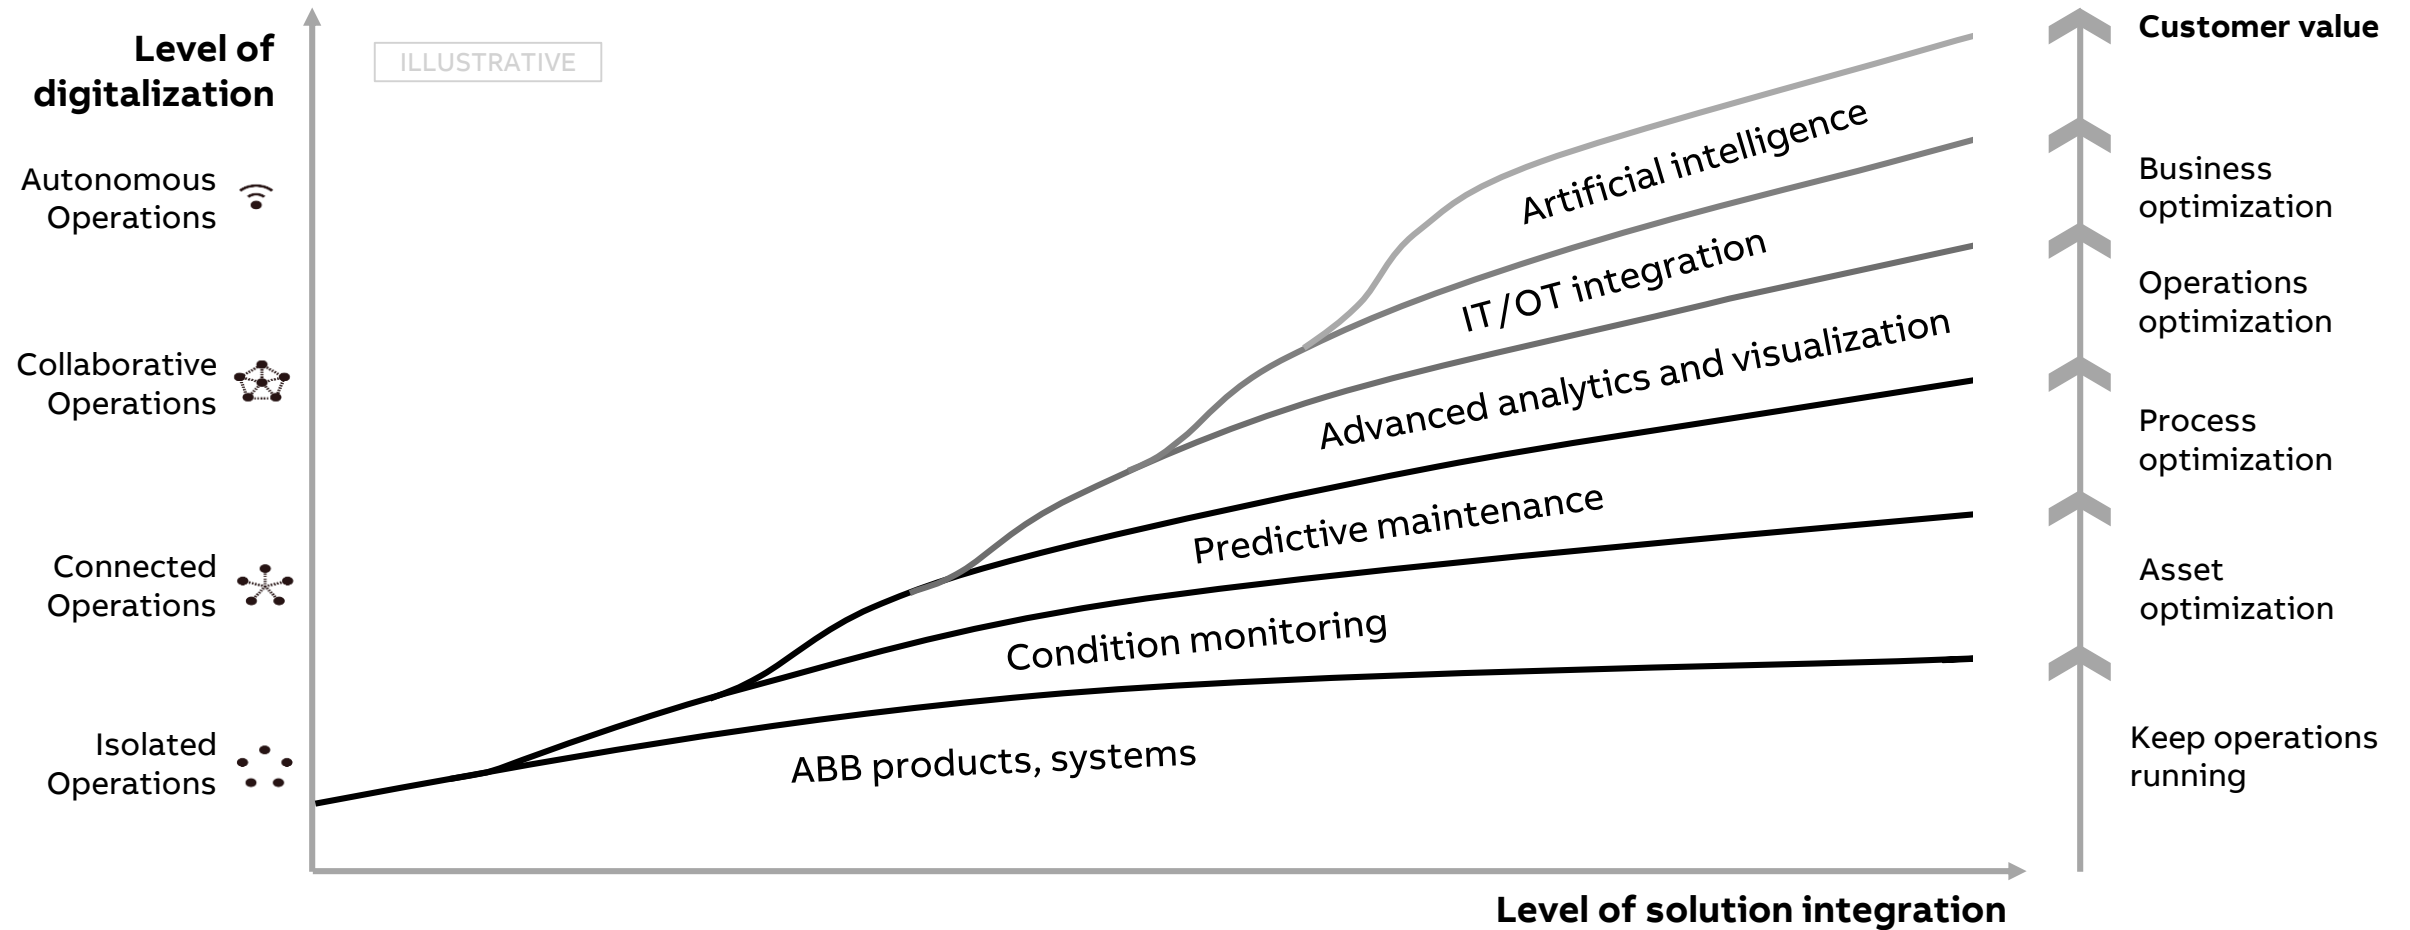 Level of
digitalization
ILLUSTRATIVE
Autonomous
Operations
Collaborative
Operations
Connected
Operations
Isolated
Operations
Artificial intelligence
IT/OT integration
Advanced analytics and visualization
Predictive maintenance
Condition monitoring
ABB products, systems
Level of solution integration
Customer value
Business
optimization
Operations
optimization
Process
optimization
Asset
optimization
Keep operations
running